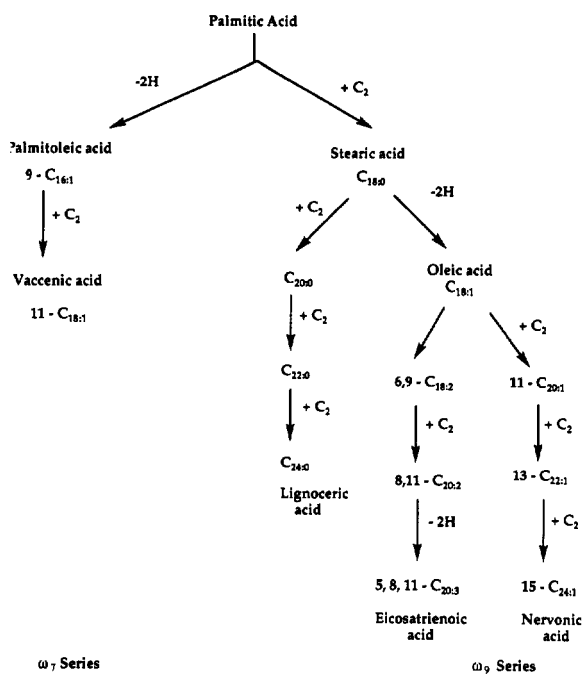 Palmitic Acid
-2H
+ C₂
Palmitoleic acid
9 - C₁₆:₁
+ C₂
Vaccenic acid
11 - C₁₈:₁
Stearic acid
C₁₈:₀
+ C₂
-2H
C₂₀:₀
+ C₂
C₂₂:₀
+ C₂
C₂₄:₀
Lignoceric
acid
Oleic acid
C₁₈:₁
+ C₂
6,9 - C₁₈:₂
+ C₂
8,11 - C₂₀:₂
- 2H
5, 8, 11 - C₂₀:₃
Eicosatrienoic
acid
11 - C₂₀:₁
+ C₂
13 - C₂₂:₁
+ C₂
15 - C₂₄:₁
Nervonic
acid
ω₇ Series
ω₉ Series